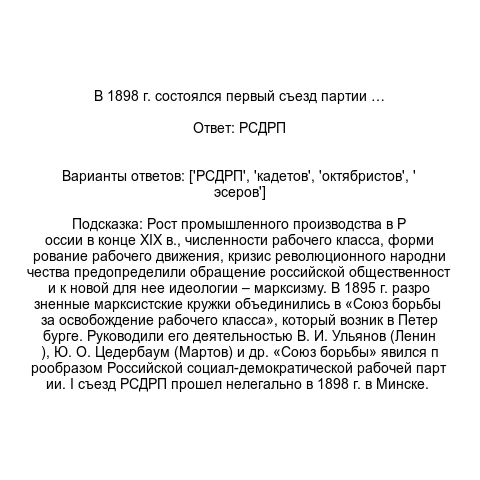 В 1898 г. состоялся первый съезд партии …
Ответ: РСДРП
Варианты ответов: ['РСДРП', 'кадетов', 'октябристов', '
эсеров']
Подсказка: Рост промышленного производства в Р
оссии в конце XIX в., численности рабочего класса, форми
рование рабочего движения, кризис революционного народни
чества предопределили обращение российской общественност
и к новой для нее идеологии – марксизму. В 1895 г. разро
зненные марксистские кружки объединились в «Союз борьбы
за освобождение рабочего класса», который возник в Петер
бурге. Руководили его деятельностью В. И. Ульянов (Ленин
), Ю. О. Цедербаум (Мартов) и др. «Союз борьбы» явился п
рообразом Российской социал-демократической рабочей парт
ии. I съезд РСДРП прошел нелегально в 1898 г. в Минске.